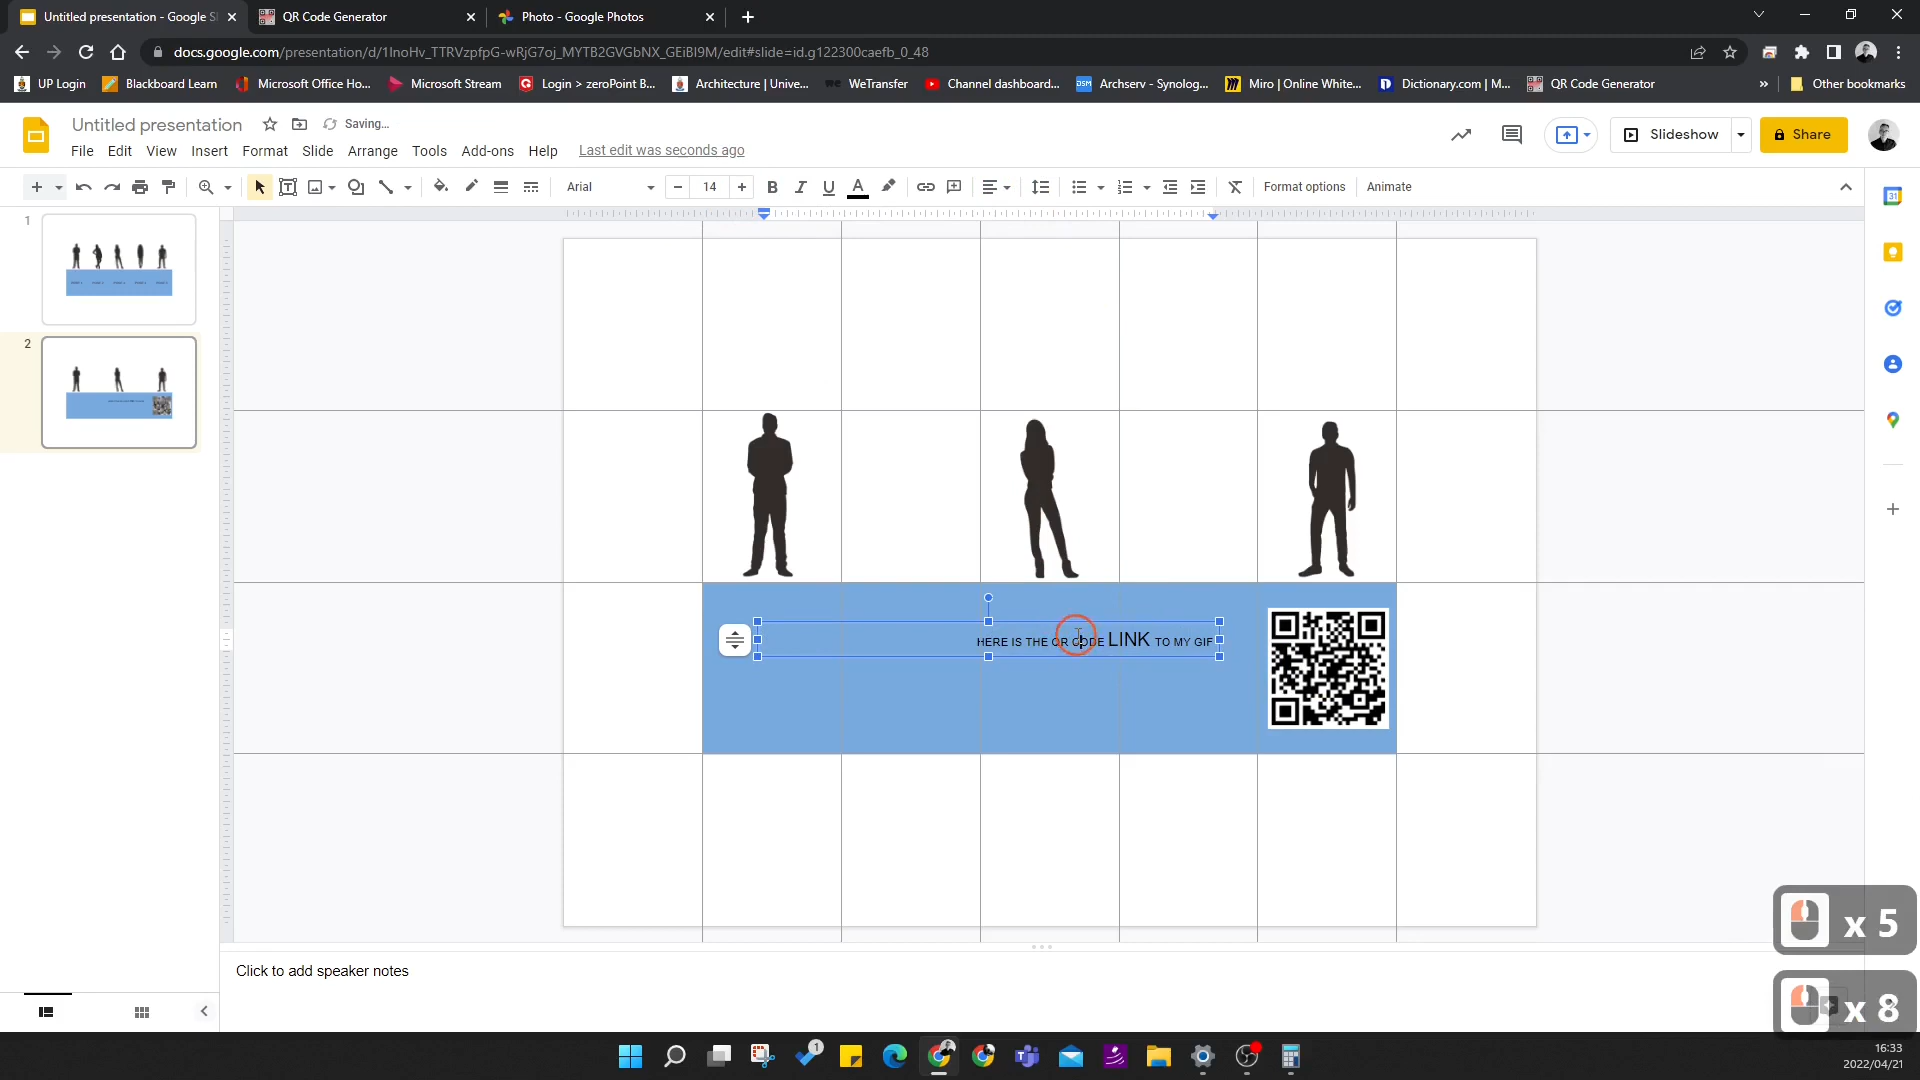 Untitled presentation - Google Sl
QR Code Generator
Photo - Google Photos
docs.google.com/presentation/d/1InoHv_TTRVzpfpG-wRjG7oj_MYTB2GVGbNX_GEiBI9M/edit#slide=id.g122300caefb_0_48
UP Login
Blackboard Learn
Microsoft Office Ho...
Microsoft Stream
Login > zeroPoint B...
Architecture | Unive...
WeTransfer
Channel dashboard...
Archserv - Synolog...
Miro | Online White...
Dictionary.com | M...
QR Code Generator
»
Other bookmarks
Untitled presentation
Saving...
File Edit View Insert Format Slide Arrange Tools Add-ons Help
Last edit was seconds ago
Slideshow
Share
Arial
14
Format options
Animate
1
2
HERE IS THE QR CODE LINK TO MY GIF
Click to add speaker notes
x 5
x 8
16:33
2022/04/21